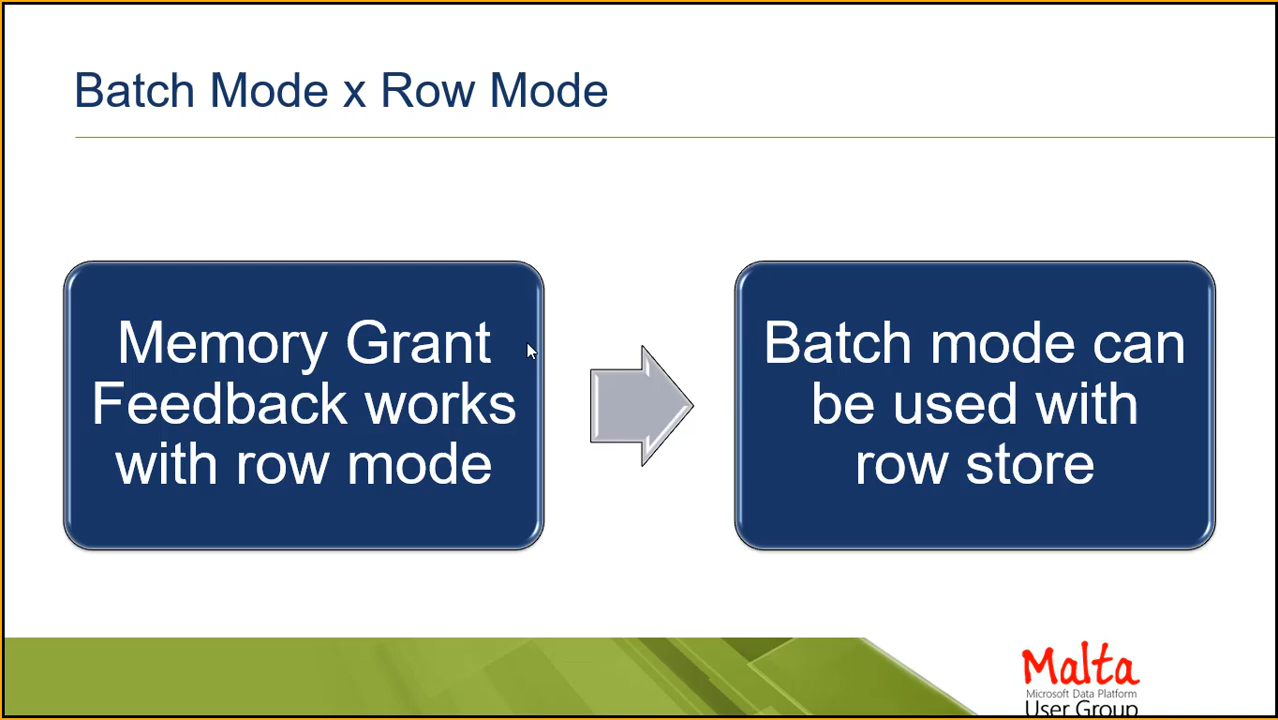 Batch Mode x Row Mode
Memory Grant
Feedback works
with row mode
Batch mode can
be used with
row store
Malta
Microsoft Data Platform
User Group